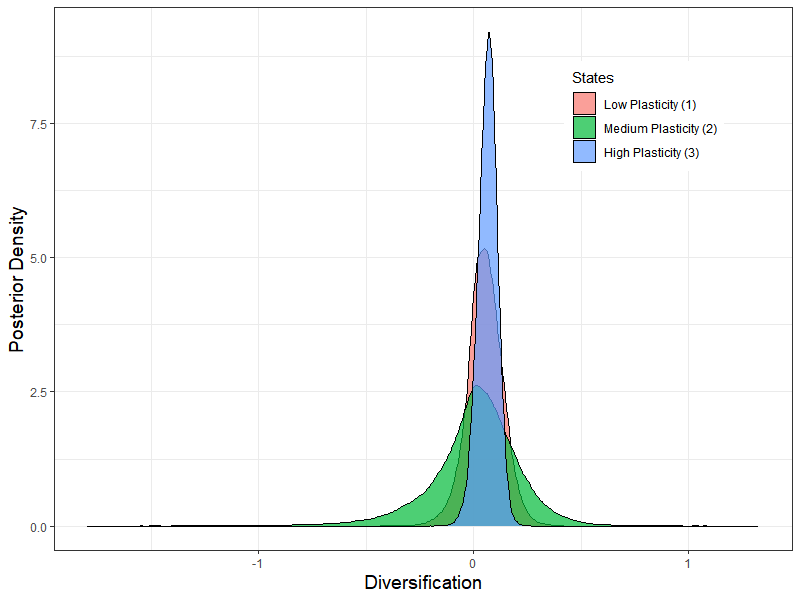 States
Low Plasticity (1)
Medium Plasticity (2)
High Plasticity (3)
7.5
5.0
2.5
0.0
Posterior Density
-1
0
1
Diversification